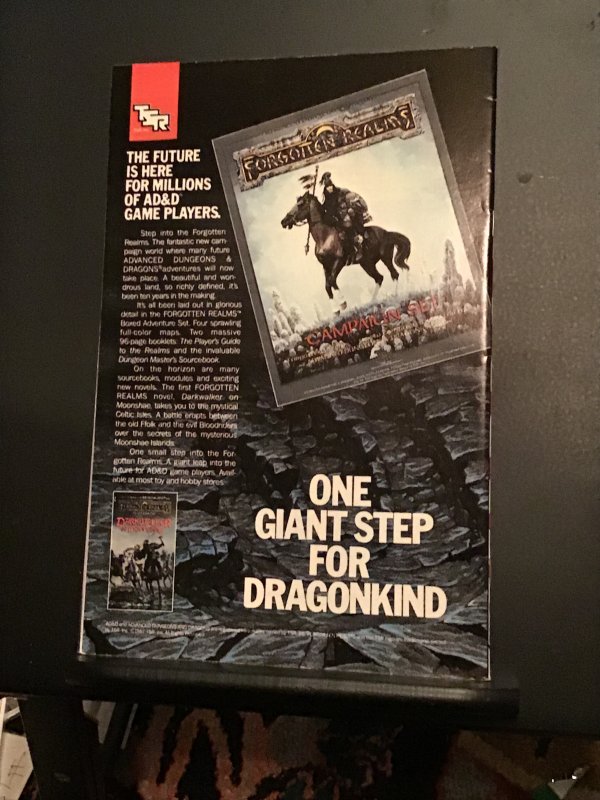 TSR
THE FUTURE
IS HERE
FOR MILLIONS
OF AD&D
GAME PLAYERS.
Step into the Forgotten
Realms. The fantastic new cam-
paign world where many future
ADVANCED DUNGEONS &
DRAGONS® adventures will now
take place. A beautiful and won-
drous land, so richly defined, it's
been ten years in the making.
It's all been laid out in glorious
detail in the FORGOTTEN REALMS™
Boxed Adventure Set. Four sprawling
full-color maps. Two massive
96-page booklets: The Player's Guide
to the Realms and the invaluable
Dungeon Master's Sourcebook.
On the horizon are many
sourcebooks, modules and exciting
new novels. The first FORGOTTEN
REALMS novel, Darkwalker on
Moonshae, takes you to the mystical
Celtic Isles. A battle erupts between
the old Ffolk and the evil Bloodriders
over the secrets of the mysterious
Moonshae Islands.
One small step into the For-
gotten Realms. A giant leap into the
future for AD&D game players. Avail-
able at most toy and hobby stores.
FORGOTTEN REALMS
CAMPAIGN SET
ONE
GIANT STEP
FOR
DRAGONKIND
DARKWALKER